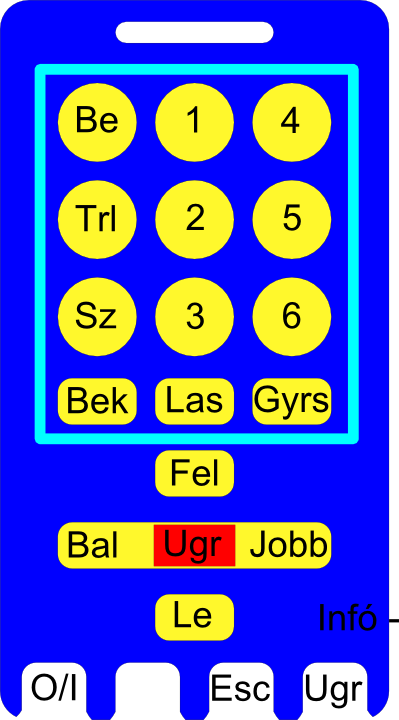 Be 1 4
Trl 2 5
Sz 3 6
Bek Las Gyrs
Fel
Bal Ugr Jobb
Le Infó
O/I Esc Ugr